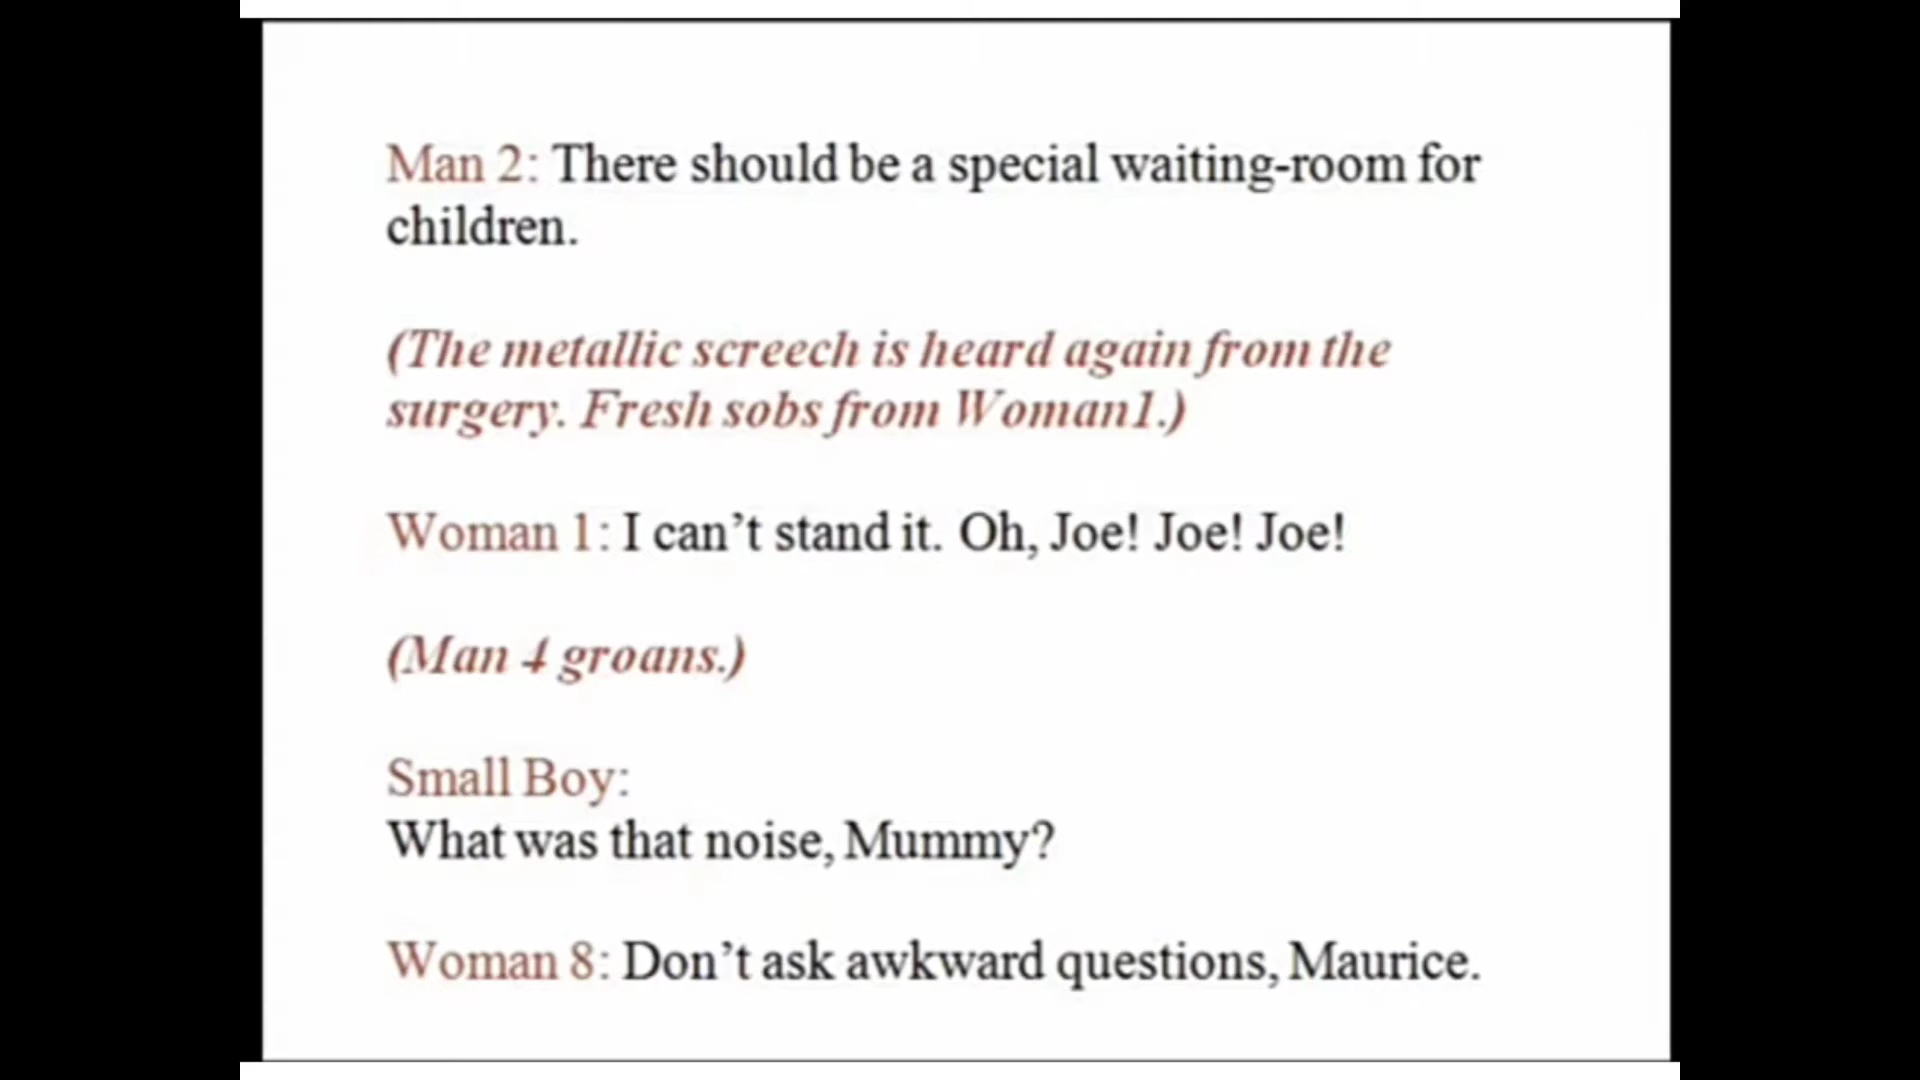 Man 2: There should be a special waiting-room for
children.
(The metallic screech is heard again from the
surgery. Fresh sobs from Woman1.)
Woman 1: I can’t stand it. Oh, Joe! Joe! Joe!
(Man 4 groans.)
Small Boy:
What was that noise, Mummy?
Woman 8: Don’t ask awkward questions, Maurice.